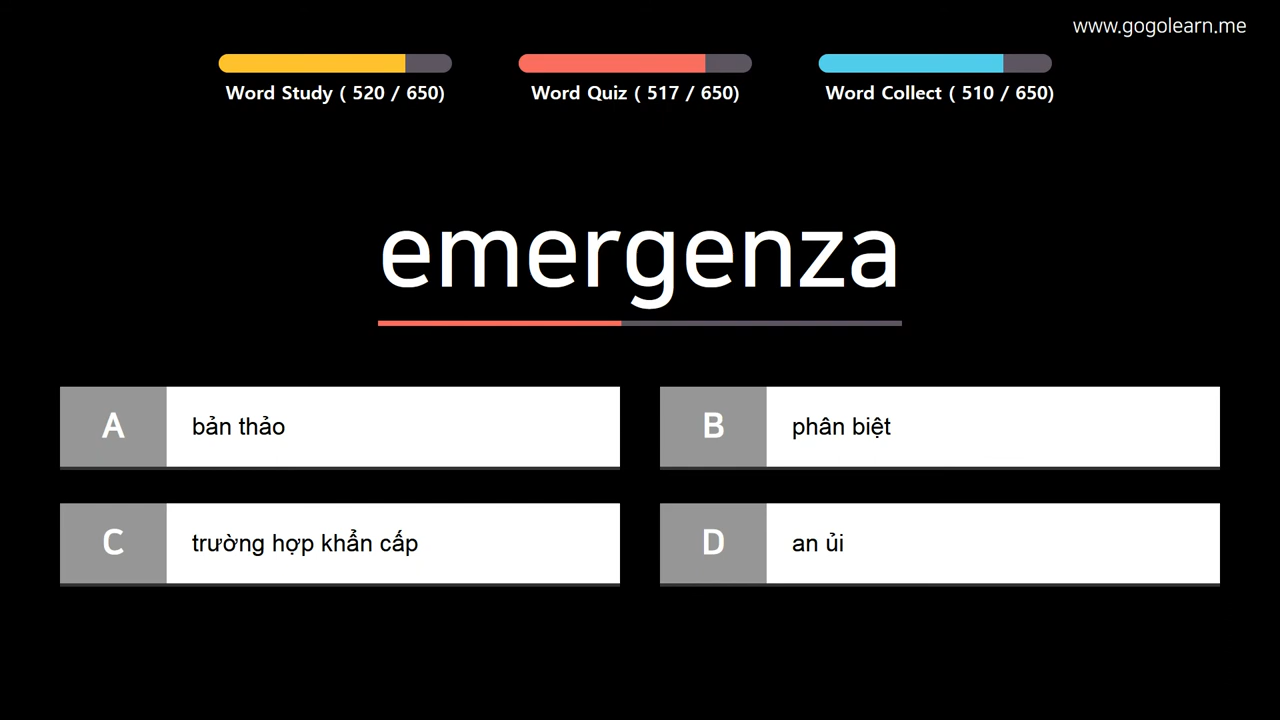 www.gogolearn.me
Word Study ( 520 / 650)
Word Quiz ( 517 / 650)
Word Collect ( 510 / 650)
emergenza
A
bản thảo
B
phân biệt
C
trường hợp khẩn cấp
D
an ủi